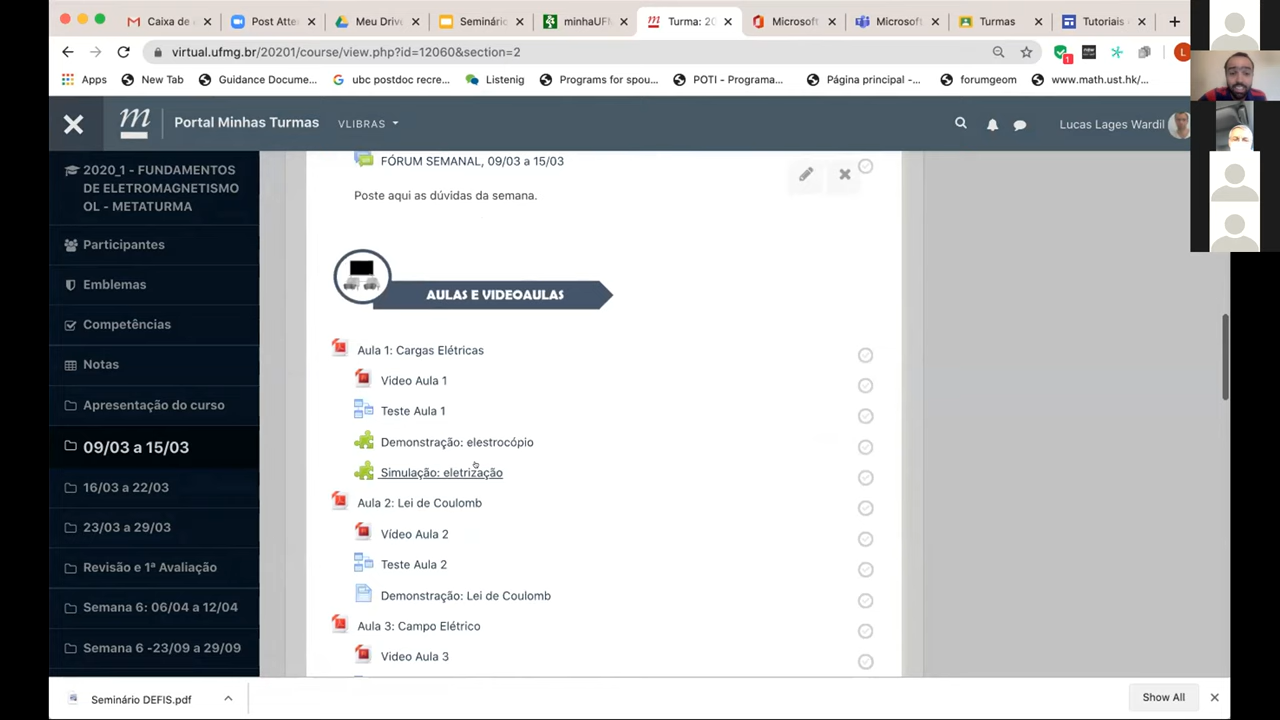 Caixa de
Post Atte
Meu Drive
Seminário
minhaUFM
Turma: 20
Microsoft
Microsoft
Turmas
Tutoriais
virtual.ufmg.br/20201/course/view.php?id=12060&section=2
Apps
New Tab
Guidance Docume...
ubc postdoc recre...
Listenig
Programs for spou...
POTI - Programa...
Página principal -...
forumgeom
www.math.ust.hk/...
Portal Minhas Turmas
VLIBRAS
Lucas Lages Wardil
2020_1 - FUNDAMENTOS
DE ELETROMAGNETISMO
OL - METATURMA
Participantes
Emblemas
Competências
Notas
Apresentação do curso
09/03 a 15/03
16/03 a 22/03
23/03 a 29/03
Revisão e 1ª Avaliação
Semana 6: 06/04 a 12/04
Semana 6 -23/09 a 29/09
FÓRUM SEMANAL, 09/03 a 15/03
Poste aqui as dúvidas da semana.
AULAS E VIDEOAULAS
Aula 1: Cargas Elétricas
Video Aula 1
Teste Aula 1
Demonstração: elestrocópio
Simulação: eletrização
Aula 2: Lei de Coulomb
Vídeo Aula 2
Teste Aula 2
Demonstração: Lei de Coulomb
Aula 3: Campo Elétrico
Video Aula 3
Seminário DEFIS.pdf
Show All